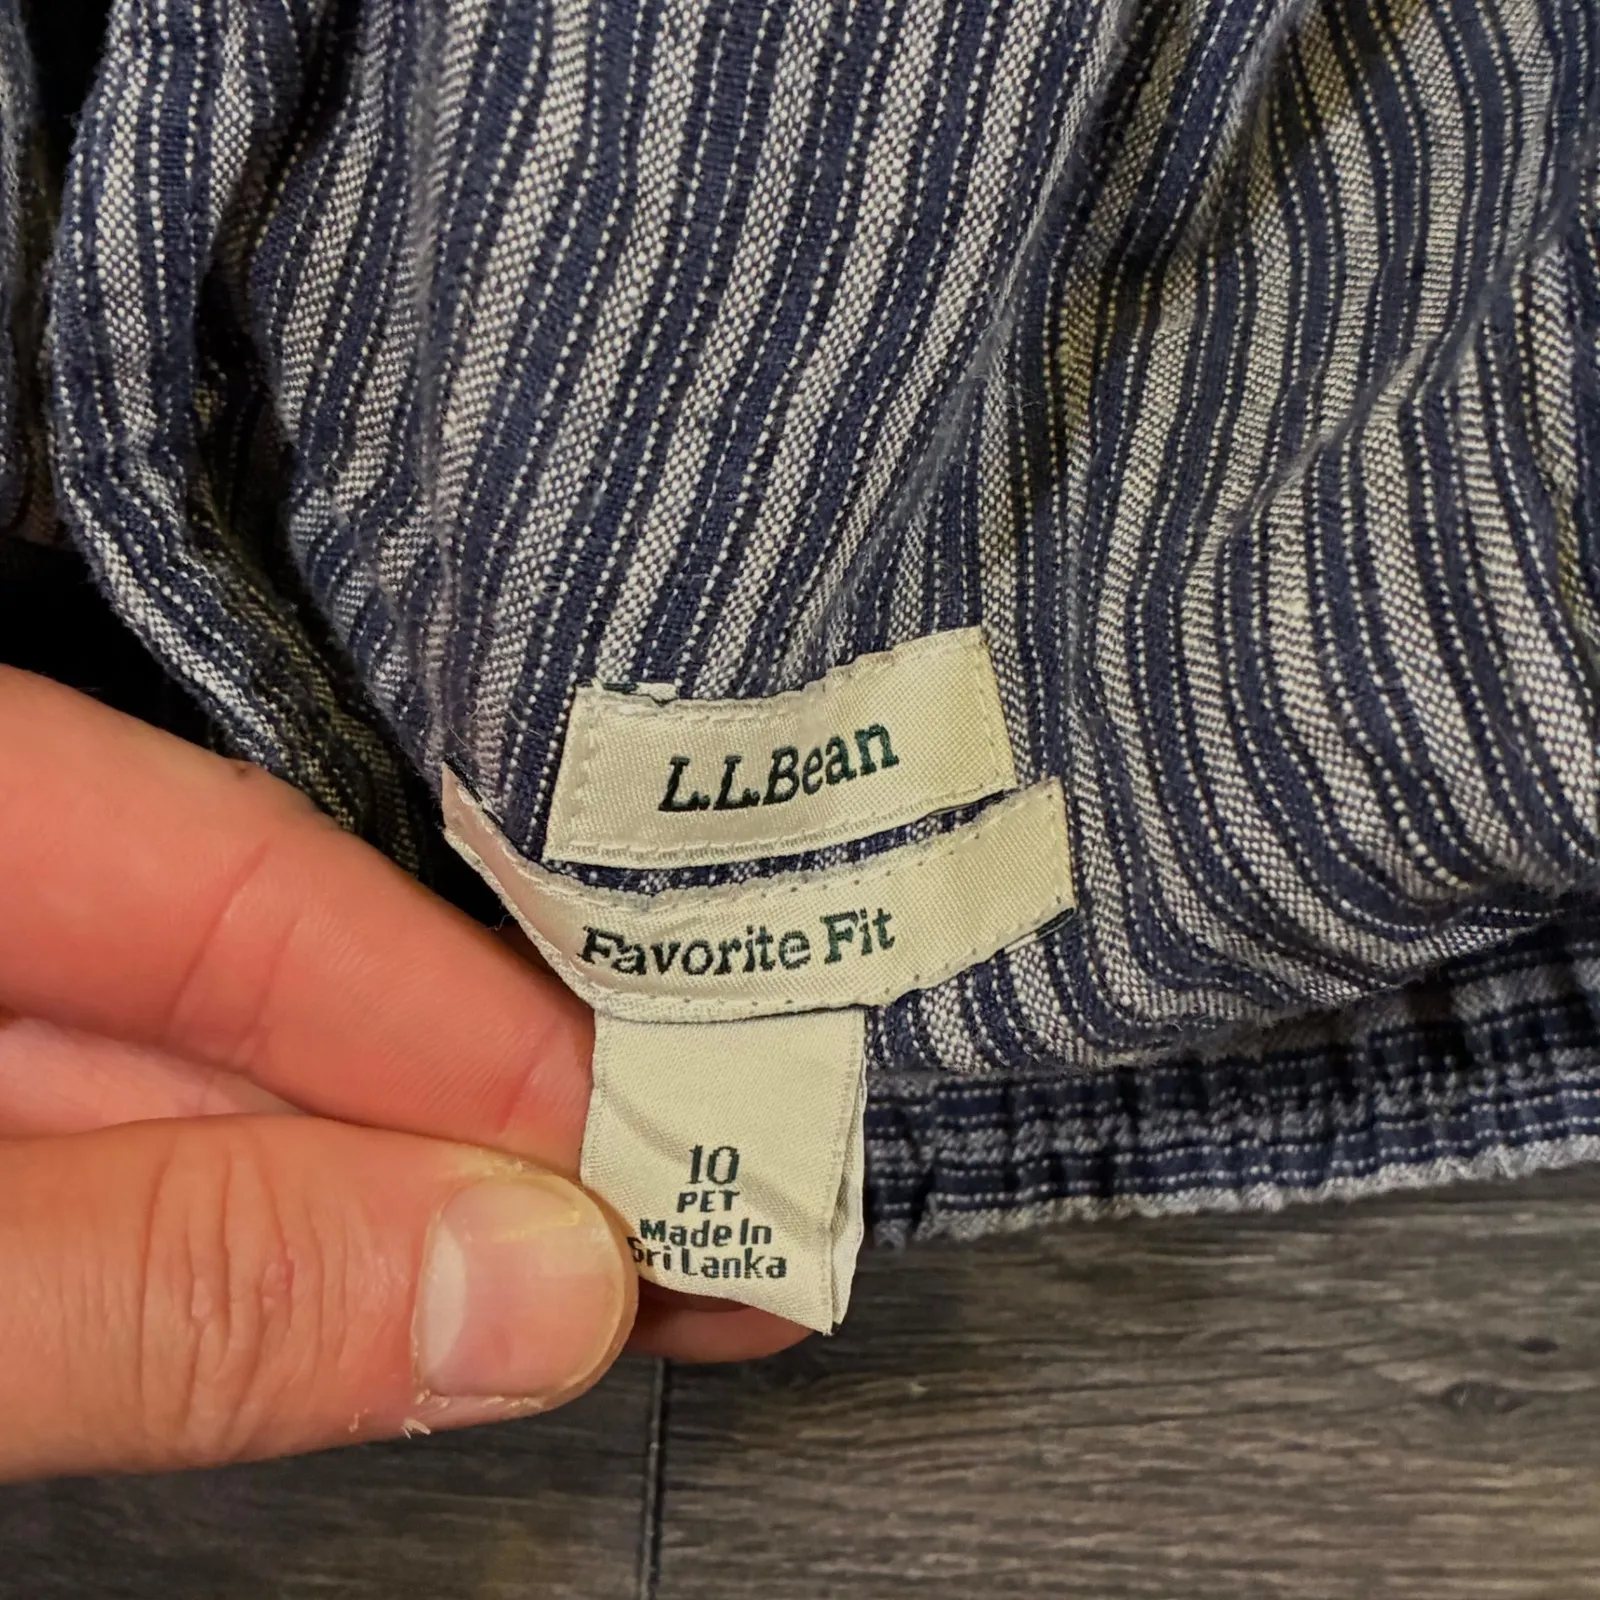 L.L.Bean
Favorite Fit
10
PET
Made In
Sri Lanka